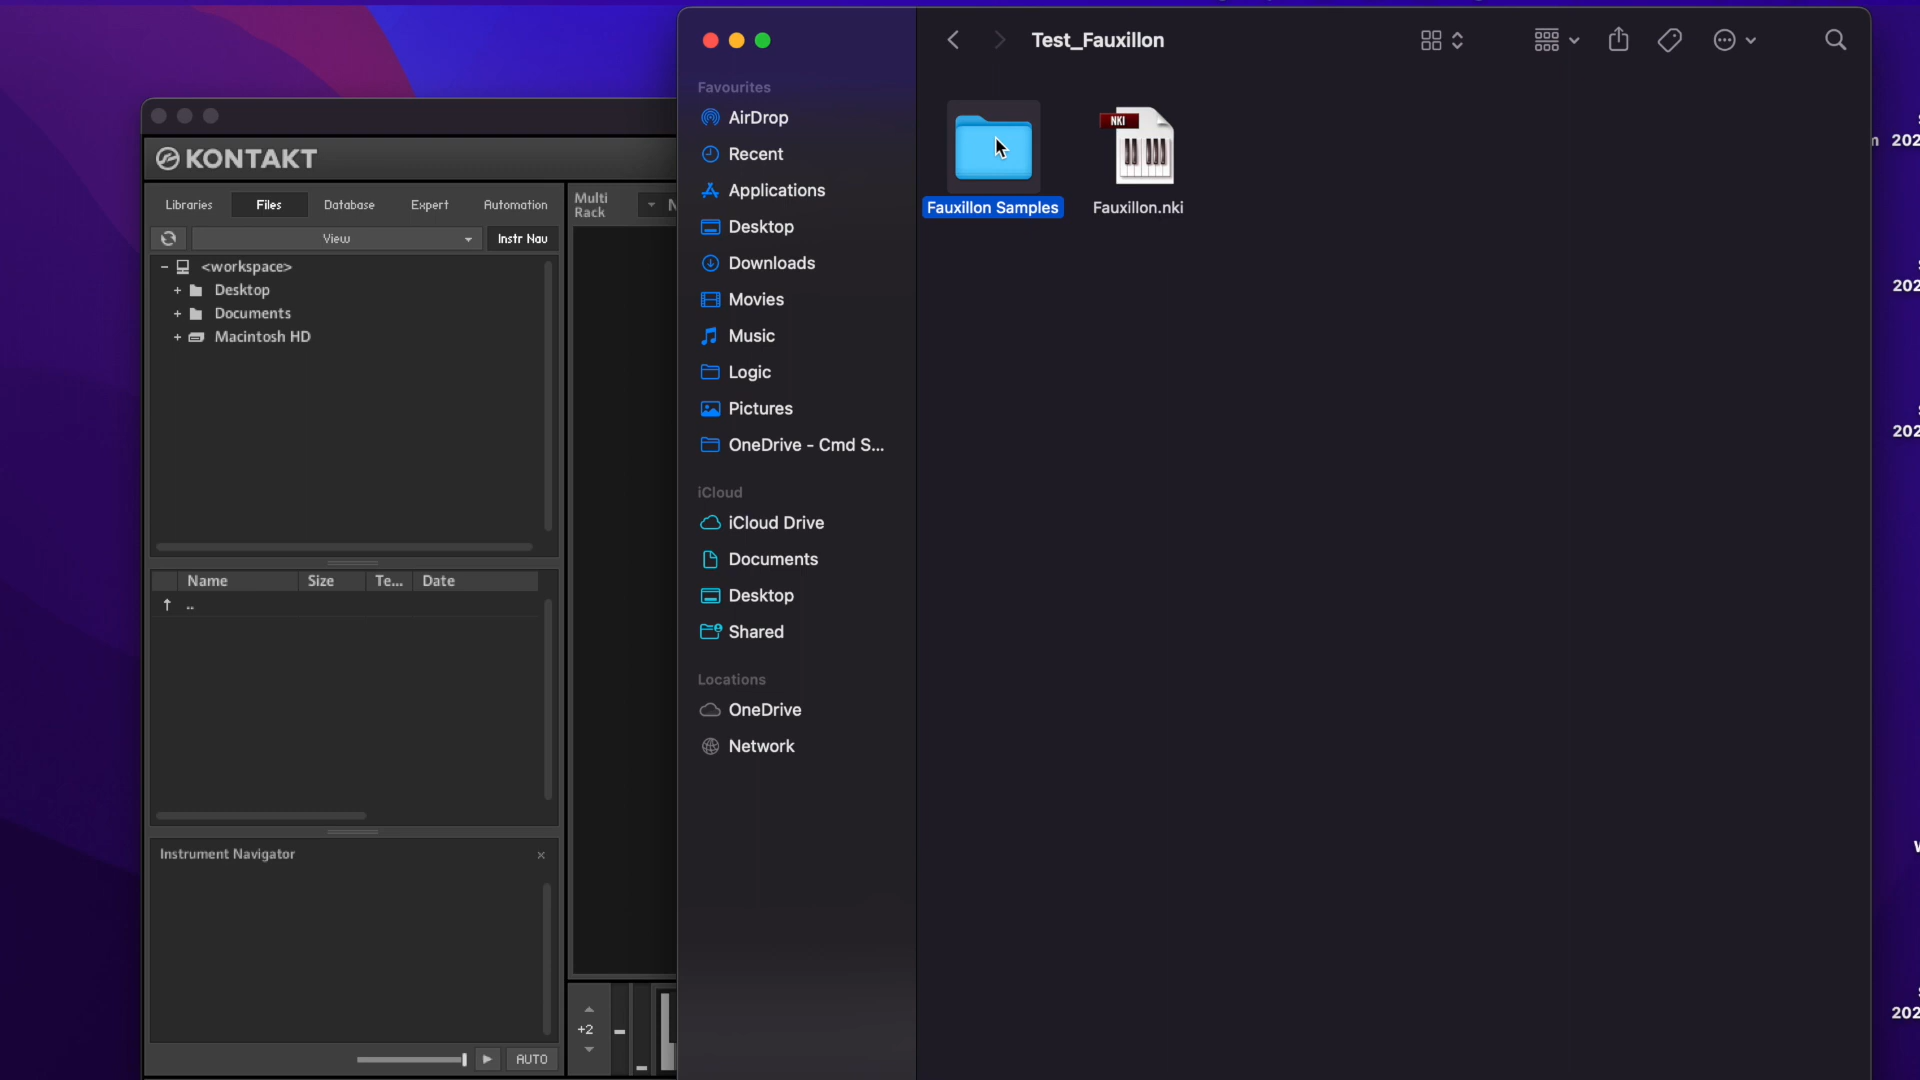 Test_Fauxillon
Favourites
AirDrop
Recent
Applications
Desktop
Downloads
Movies
Music
Logic
Pictures
OneDrive - Cmd S...
iCloud
iCloud Drive
Documents
Desktop
Shared
Locations
OneDrive
Network
NKI
Fauxillon Samples
Fauxillon.nki
KONTAKT
Libraries
Files
Database
Expert
Automation
View
Instr Nav
<workspace>
Desktop
Documents
Macintosh HD
Name
Size
Te...
Date
..
Instrument Navigator
AUTO
Multi
Rack
+2
202
202
202
202